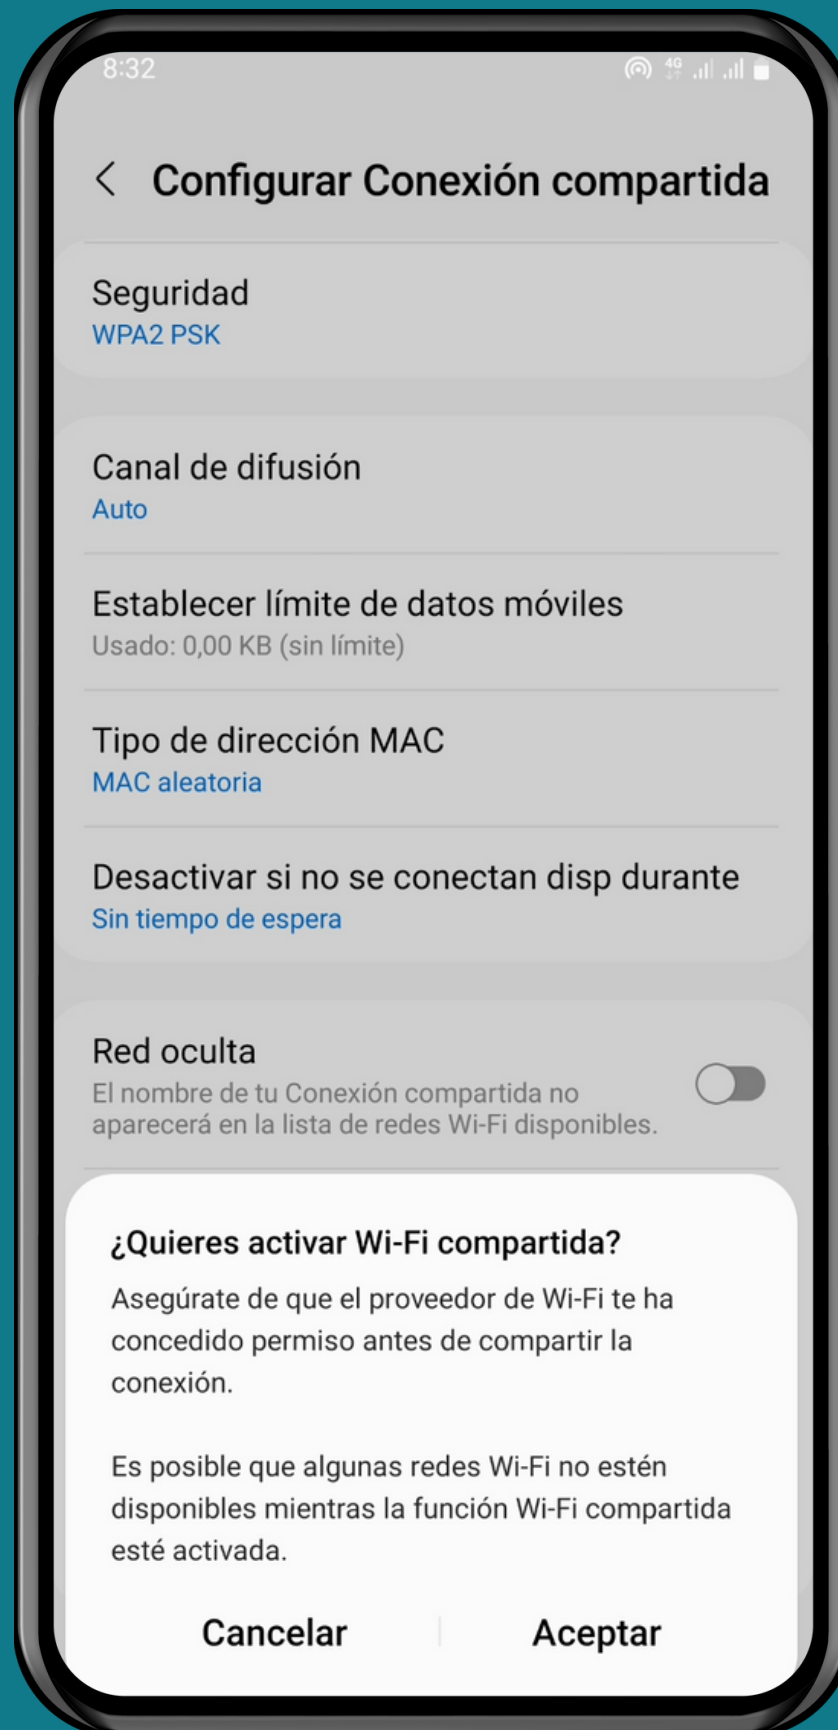 8:32
4G
Configurar Conexión compartida
Seguridad
WPA2 PSK
Canal de difusión
Auto
Establecer límite de datos móviles
Usado: 0,00 KB (sin límite)
Tipo de dirección MAC
MAC aleatoria
Desactivar si no se conectan disp durante
Sin tiempo de espera
Red oculta
El nombre de tu Conexión compartida no
aparecerá en la lista de redes Wi-Fi disponibles.
¿Quieres activar Wi-Fi compartida?
Asegúrate de que el proveedor de Wi-Fi te ha
concedido permiso antes de compartir la
conexión.
Es posible que algunas redes Wi-Fi no estén
disponibles mientras la función Wi-Fi compartida
esté activada.
Cancelar
Aceptar